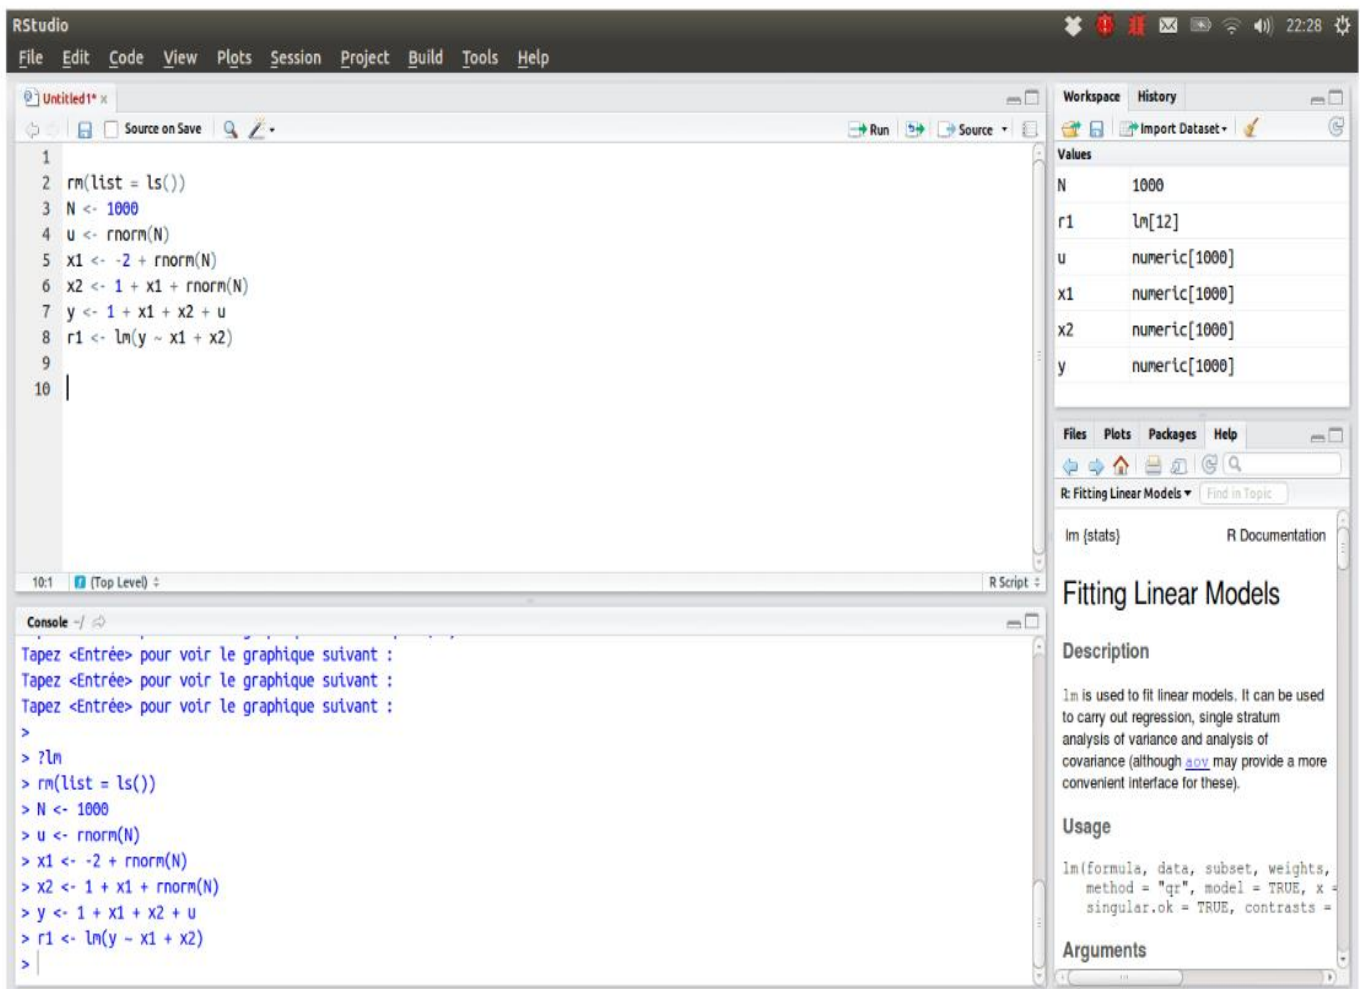 RStudio
22:28
File Edit Code View Plots Session Project Build Tools Help
Untitled1* ×
Source on Save
Run
Source
1
2 rm(list = ls())
3 N <- 1000
4 u <- rnorm(N)
5 x1 <- -2 + rnorm(N)
6 x2 <- 1 + x1 + rnorm(N)
7 y <- 1 + x1 + x2 + u
8 r1 <- lm(y ~ x1 + x2)
9
10
10:1 (Top Level) R Script
Console ~/
Tapez <Entrée> pour voir le graphique suivant :
Tapez <Entrée> pour voir le graphique suivant :
Tapez <Entrée> pour voir le graphique suivant :
>
> ?lm
> rm(list = ls())
> N <- 1000
> u <- rnorm(N)
> x1 <- -2 + rnorm(N)
> x2 <- 1 + x1 + rnorm(N)
> y <- 1 + x1 + x2 + u
> r1 <- lm(y ~ x1 + x2)
>
Workspace History
Import Dataset
Values
N 1000
r1 lm[12]
u numeric[1000]
x1 numeric[1000]
x2 numeric[1000]
y numeric[1000]
Files Plots Packages Help
R: Fitting Linear Models Find in Topic
lm {stats} R Documentation
Fitting Linear Models
Description
lm is used to fit linear models. It can be used
to carry out regression, single stratum
analysis of variance and analysis of
covariance (although aov may provide a more
convenient interface for these).
Usage
lm(formula, data, subset, weights,
method = "qr", model = TRUE, x =
singular.ok = TRUE, contrasts =
Arguments